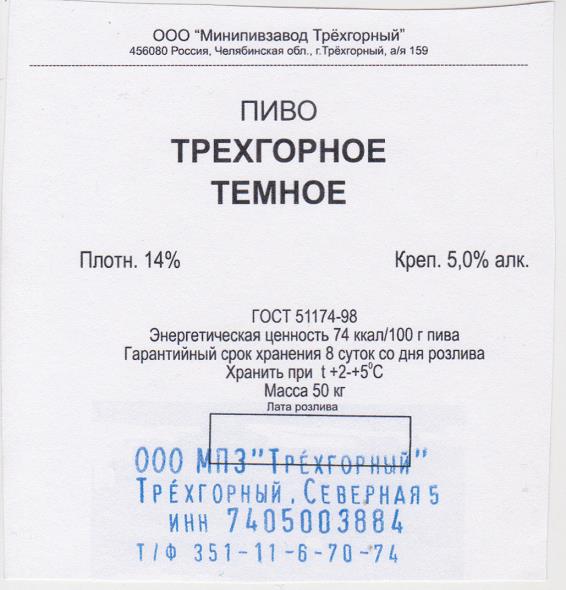 ООО “Минипивзавод Трёхгорный”
456080 Россия, Челябинская обл., г.Трёхгорный, а/я 159
ПИВО
ТРЕХГОРНОЕ
ТЕМНОЕ
Плотн. 14% Креп. 5,0% алк.
ГОСТ 51174-98
Энергетическая ценность 74 ккал/100 г пива
Гарантийный срок хранения 8 суток со дня розлива
Хранить при t +2-+5⁰С
Масса 50 кг
Лата розлива
ООО МПЗ"ТРЁХГОРНЫЙ"
ТРЁХГОРНЫЙ, СЕВЕРНАЯ 5
ИНН 7405003884
Т/Ф 351-11-6-70-74